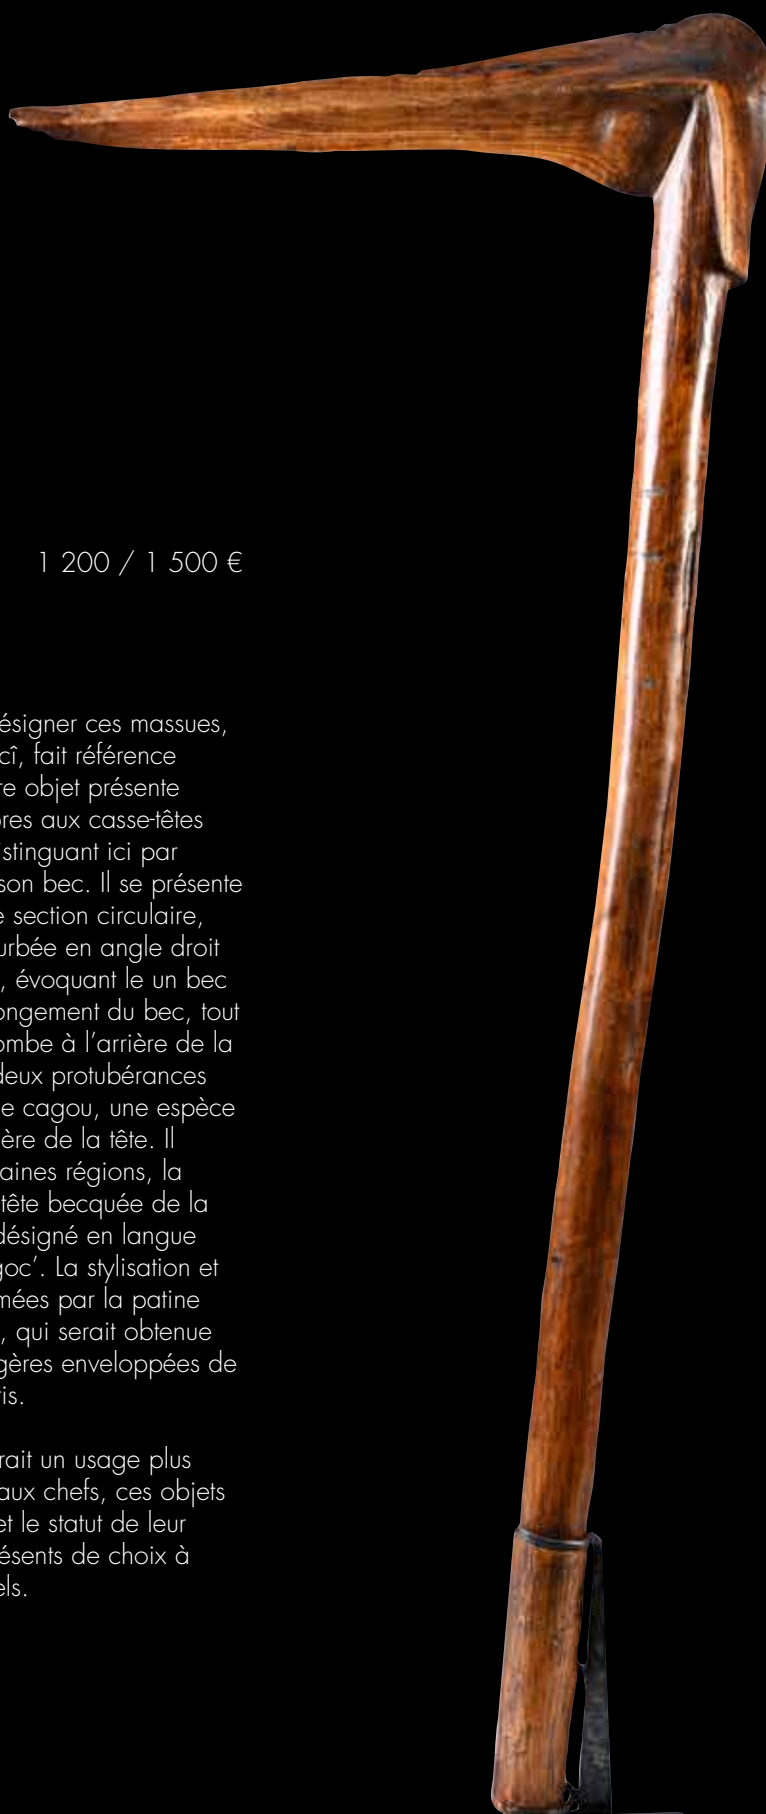 1 200 / 1 500 €
ésigner ces massues,
cî, fait référence
re objet présente
res aux casse-têtes
stinguant ici par
son bec. Il se présente
e section circulaire,
urbée en angle droit
, évoquant le un bec
ongement du bec, tout
ombe à l’arrière de la
deux protubérances
e cagou, une espèce
ière de la tête. Il
aines régions, la
tête becquée de la
désigné en langue
goc’. La stylisation et
mées par la patine
, qui serait obtenue
gères enveloppées de
ris.
rait un usage plus
aux chefs, ces objets
et le statut de leur
ésents de choix à
els.